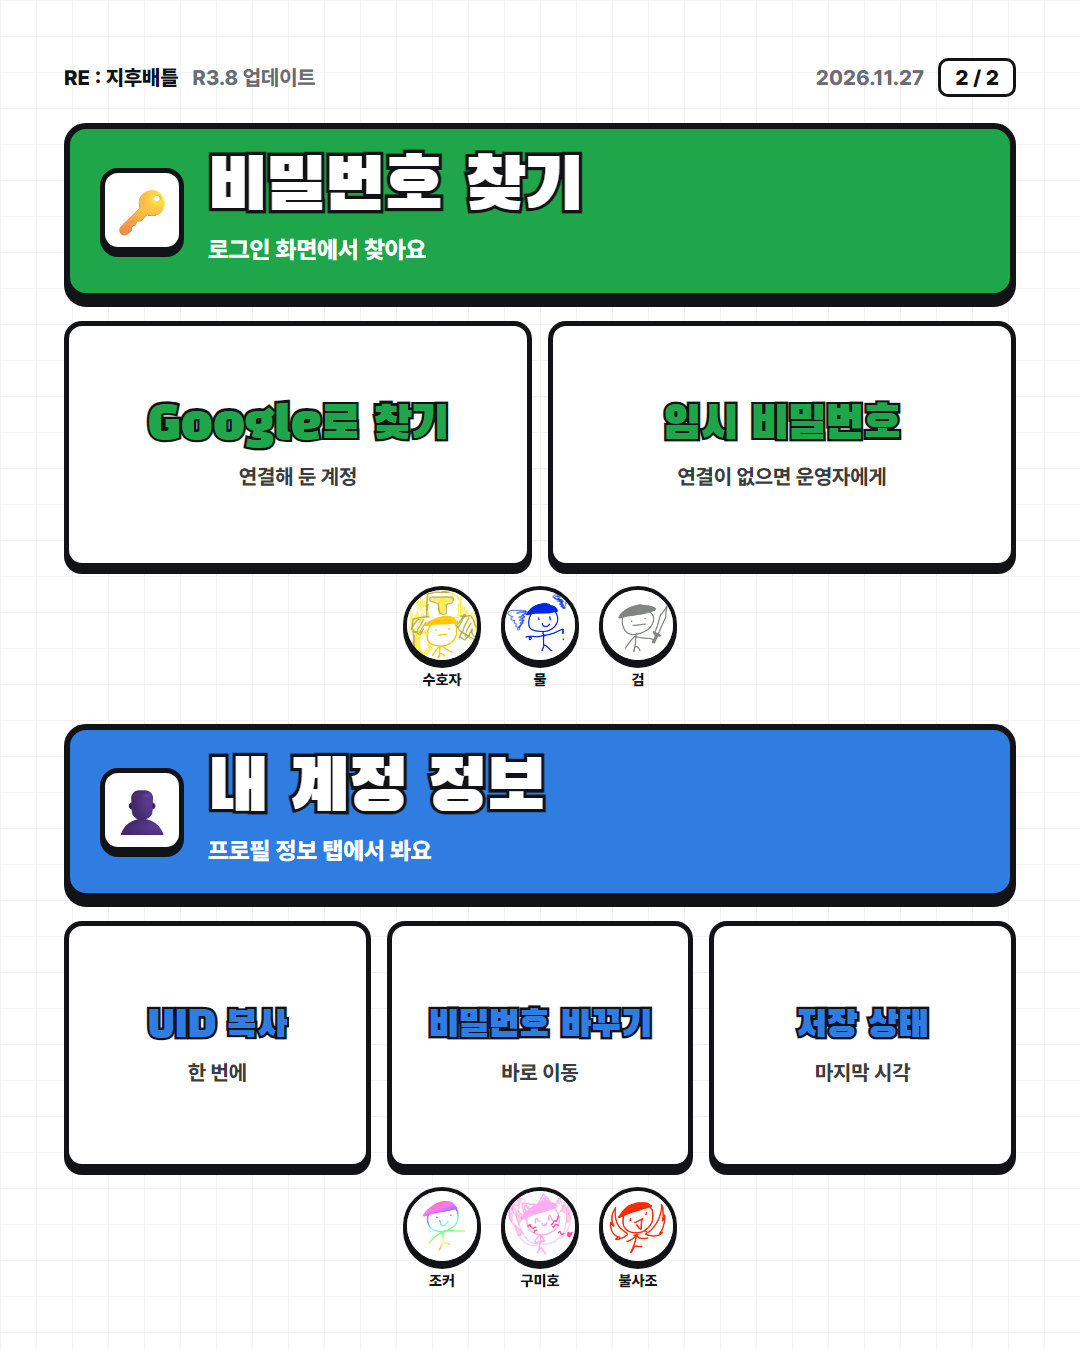 RE : 지후배틀 R3.8 업데이트
2026.11.27 2 / 2
비밀번호 찾기
로그인 화면에서 찾아요
Google로 찾기
연결해 둔 계정
임시 비밀번호
연결이 없으면 운영자에게
수호자
물
검
내 계정 정보
프로필 정보 탭에서 봐요
UID 복사
한 번에
비밀번호 바꾸기
바로 이동
저장 상태
마지막 시각
조커
구미호
불사조